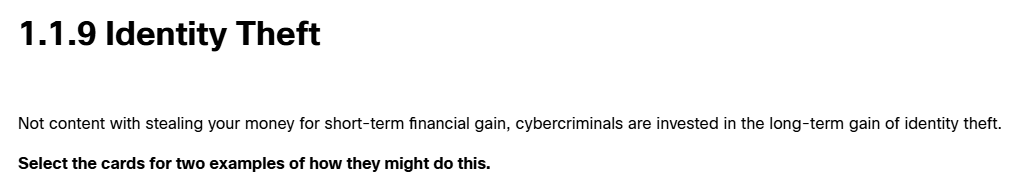 1.1.9 Identity Theft
Not content with stealing your money for short-term financial gain, cybercriminals are invested in the long-term gain of identity theft.
Select the cards for two examples of how they might do this.